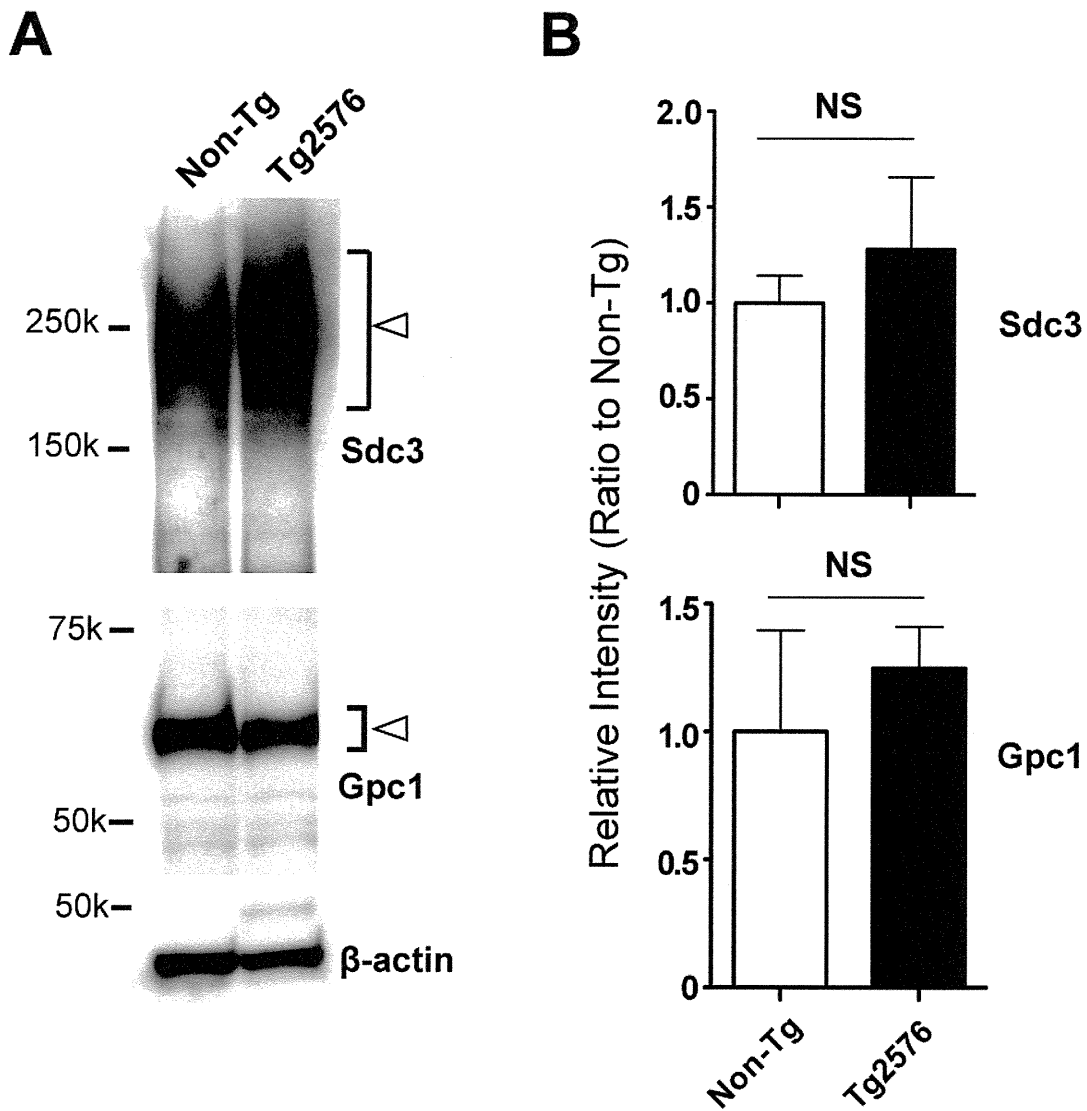 A
Non-Tg
Tg2576
250k
150k
Sdc3
75k
Gpc1
50k
50k
β-actin
B
Relative Intensity (Ratio to Non-Tg)
NS
2.0
1.5
1.0
0.5
0
Sdc3
NS
1.5
1.0
0.5
0
Gpc1
Non-Tg
Tg2576